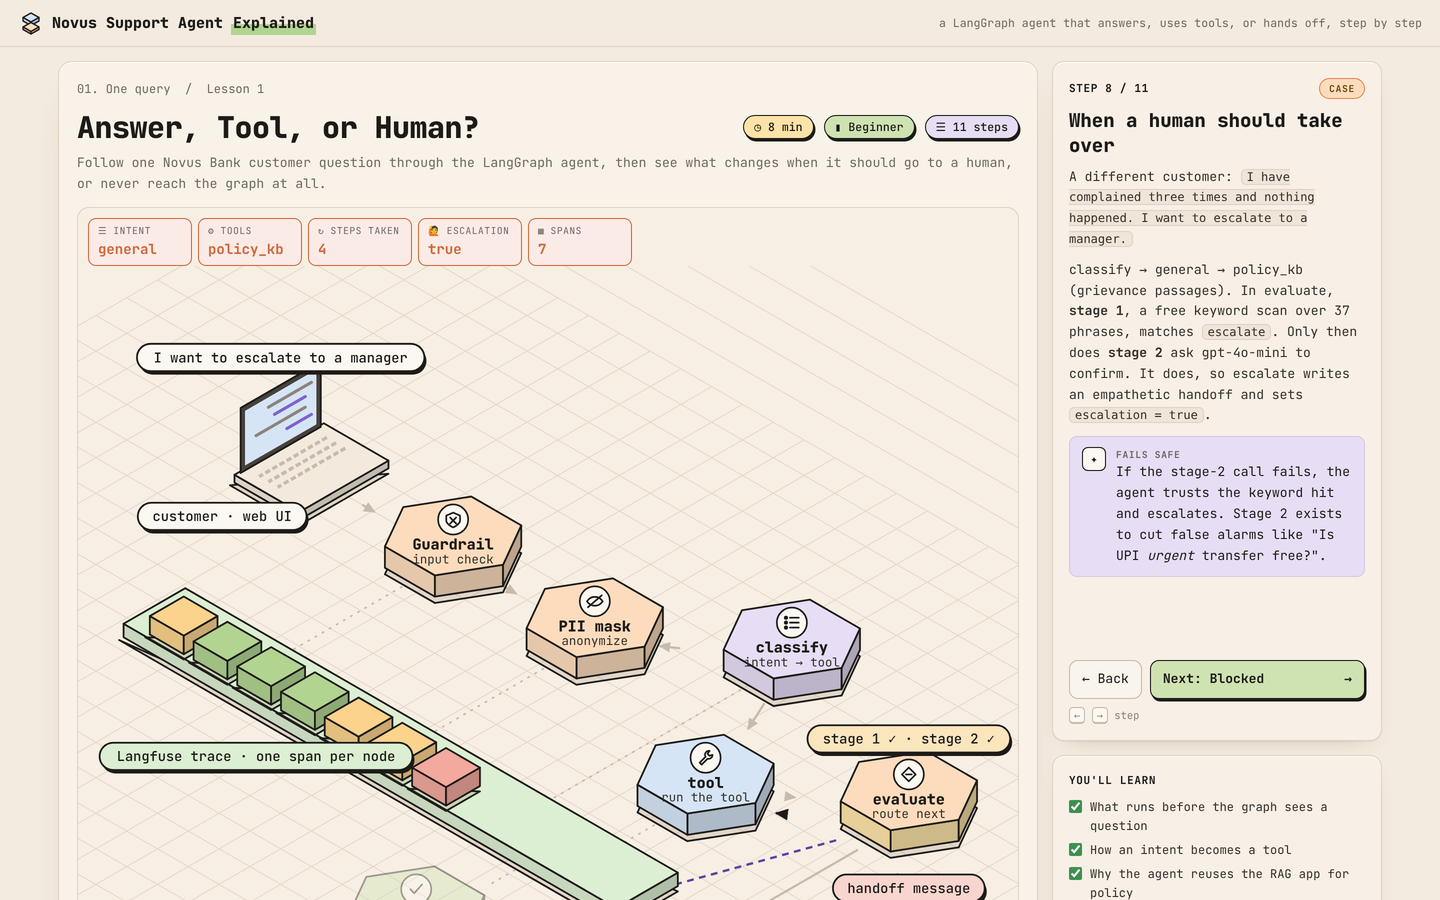 Novus Support Agent Explained
a LangGraph agent that answers, uses tools, or hands off, step by step
01. One query / Lesson 1
Answer, Tool, or Human?
8 min
Beginner
11 steps
Follow one Novus Bank customer question through the LangGraph agent, then see what changes when it should go to a human,
or never reach the graph at all.
INTENT
general
TOOLS
policy_kb
STEPS TAKEN
4
ESCALATION
true
SPANS
7
I want to escalate to a manager
customer · web UI
Guardrail
input check
PII mask
anonymize
classify
intent → tool
Langfuse trace · one span per node
stage 1 ✓ · stage 2 ✓
tool
run the tool
evaluate
route next
handoff message
STEP 8 / 11
CASE
When a human should take
over
A different customer: I have
complained three times and nothing
happened. I want to escalate to a
manager.
classify → general → policy_kb
(grievance passages). In evaluate,
stage 1, a free keyword scan over 37
phrases, matches escalate. Only then
does stage 2 ask gpt-4o-mini to
confirm. It does, so escalate writes
an empathetic handoff and sets
escalation = true.
FAILS SAFE
If the stage-2 call fails, the
agent trusts the keyword hit
and escalates. Stage 2 exists
to cut false alarms like "Is
UPI urgent transfer free?".
← Back
Next: Blocked →
← → step
YOU'LL LEARN
What runs before the graph sees a
question
How an intent becomes a tool
Why the agent reuses the RAG app for
policy